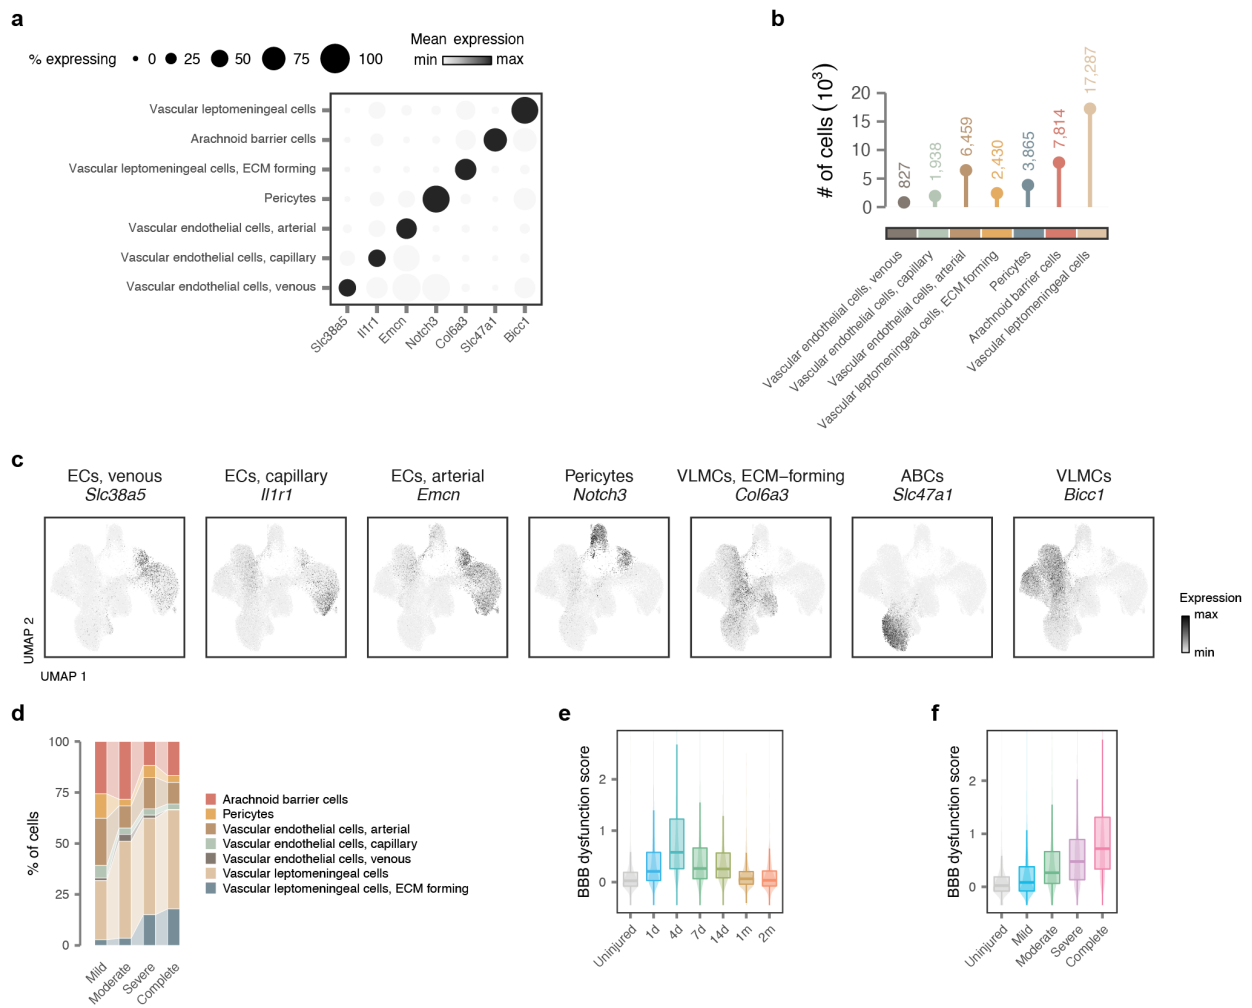 a
% expressing 0 25 50 75 100
Mean expression
min max
Vascular leptomeningeal cells
Arachnoid barrier cells
Vascular leptomeningeal cells, ECM forming
Pericytes
Vascular endothelial cells, arterial
Vascular endothelial cells, capillary
Vascular endothelial cells, venous
Slc38a5
Il1r1
Emcn
Notch3
Col6a3
Slc47a1
Bicc1
b
# of cells (10³)
20
15
10
5
0
827
1,938
6,459
2,430
3,865
7,814
17,287
Vascular endothelial cells, venous
Vascular endothelial cells, capillary
Vascular endothelial cells, arterial
Vascular leptomeningeal cells, ECM forming
Pericytes
Arachnoid barrier cells
Vascular leptomeningeal cells
c
ECs, venous
Slc38a5
ECs, capillary
Il1r1
ECs, arterial
Emcn
Pericytes
Notch3
VLMCs, ECM-forming
Col6a3
ABCs
Slc47a1
VLMCs
Bicc1
UMAP 2
UMAP 1
Expression
max
min
d
% of cells
100
75
50
25
0
Mild
Moderate
Severe
Complete
Arachnoid barrier cells
Pericytes
Vascular endothelial cells, arterial
Vascular endothelial cells, capillary
Vascular endothelial cells, venous
Vascular leptomeningeal cells
Vascular leptomeningeal cells, ECM forming
e
BBB dysfunction score
2
1
0
Uninjured
1d
4d
7d
14d
1m
2m
f
BBB dysfunction score
2
1
0
Uninjured
Mild
Moderate
Severe
Complete